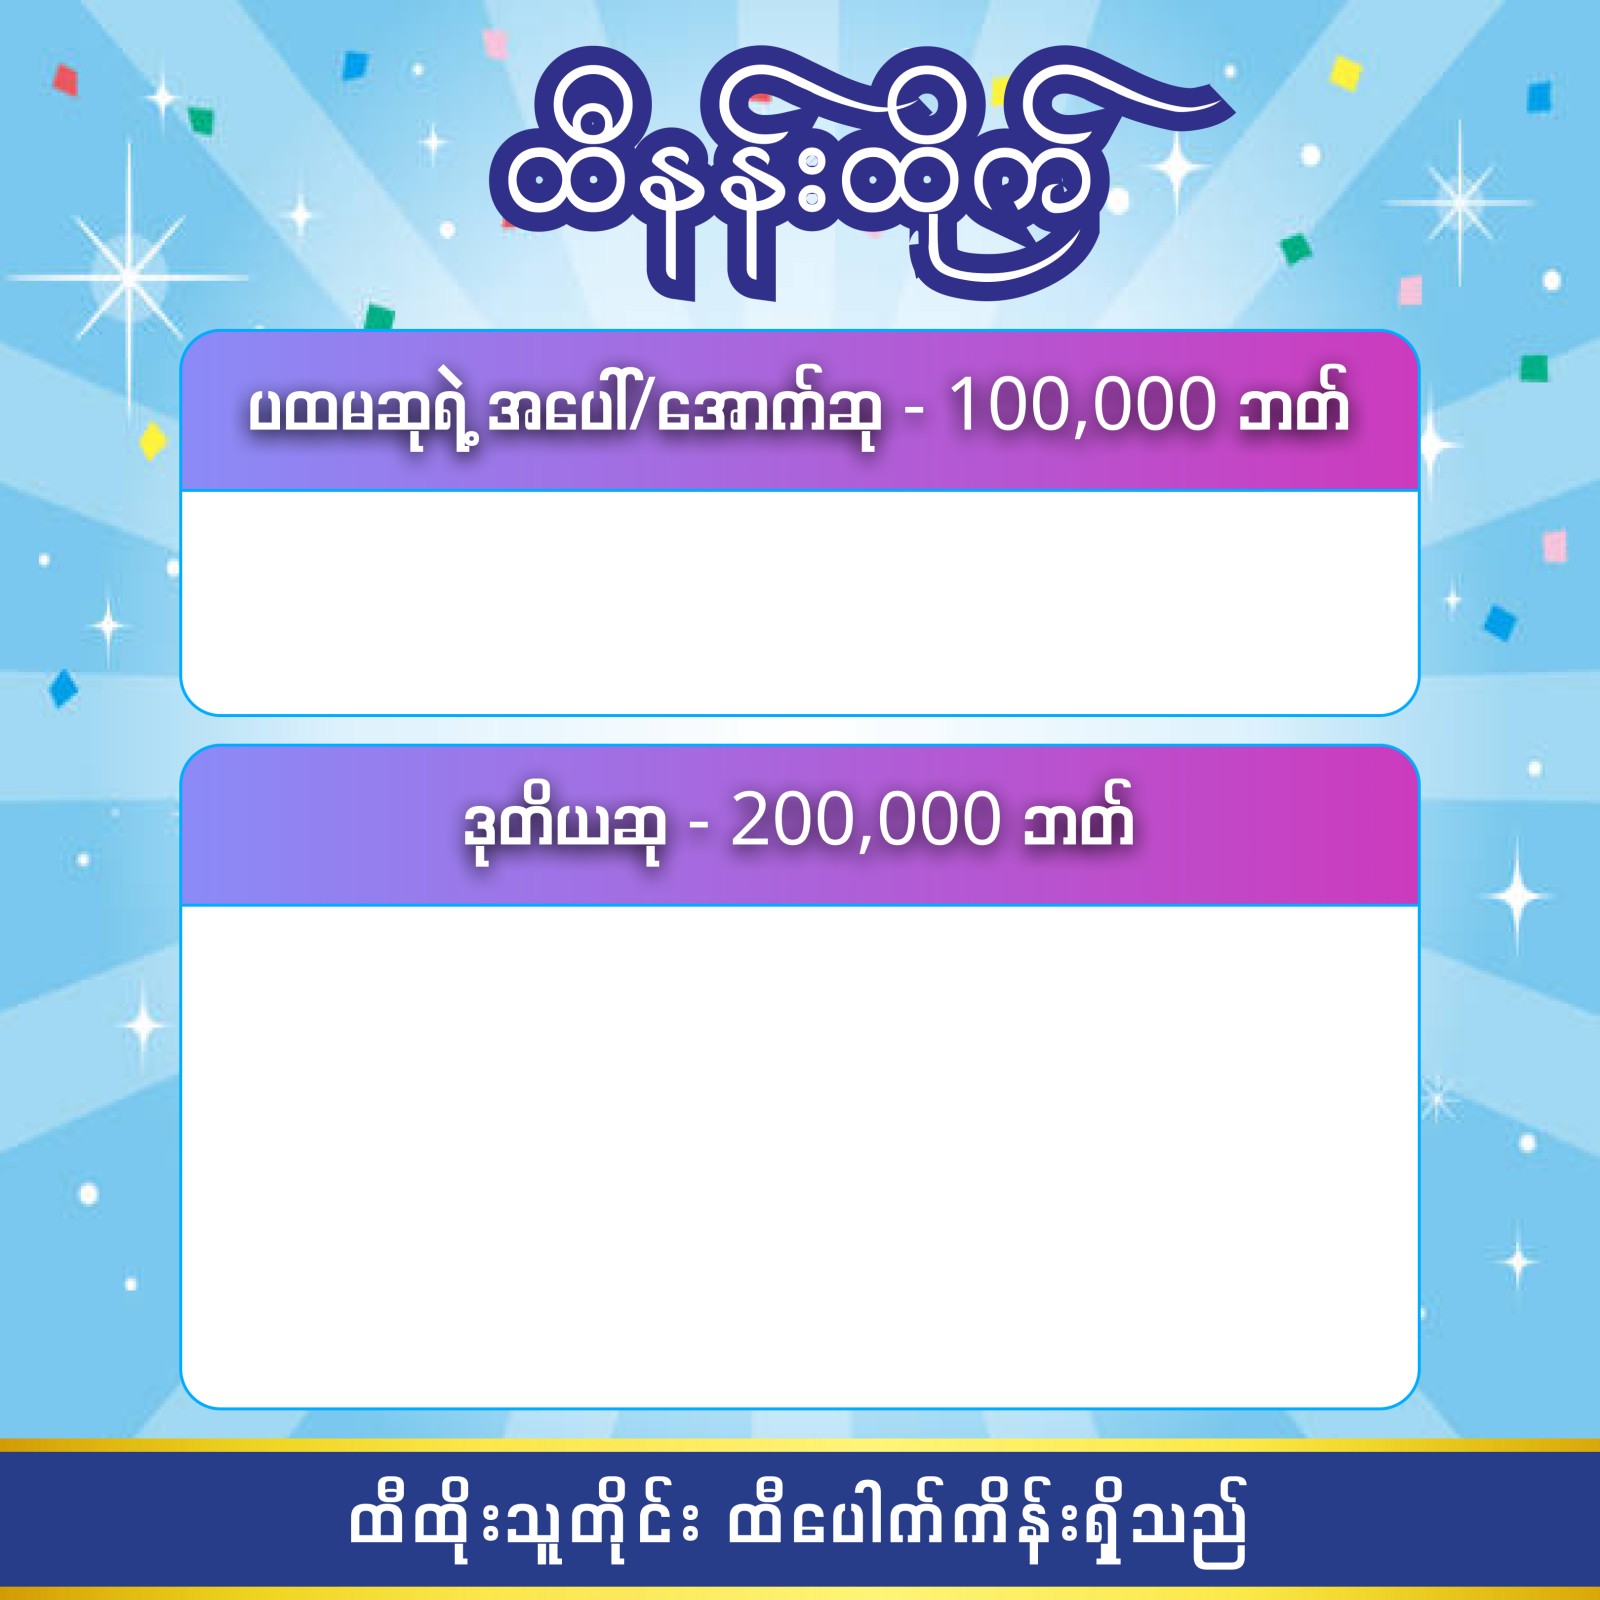 ထီနန်းထိုက်
ပထမဆုရဲ့ အပေါ်/အောက်ဆု - 100,000 ဘတ်
ဒုတိယဆု - 200,000 ဘတ်
ထီထိုးသူတိုင်း ထီပေါက်ကိန်းရှိသည်